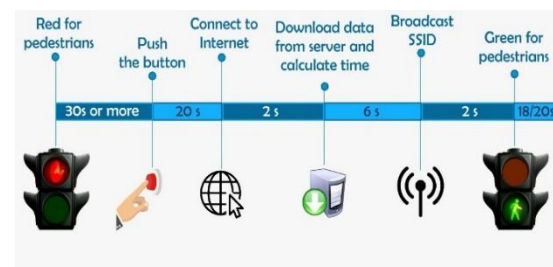 Red for
pedestrians
Push
the button
Connect to
Internet
Download data
from server and
calculate time
Broadcast
SSID
Green for
pedestrians
30s or more
20 s
2 s
6 s
2 s
18/20s